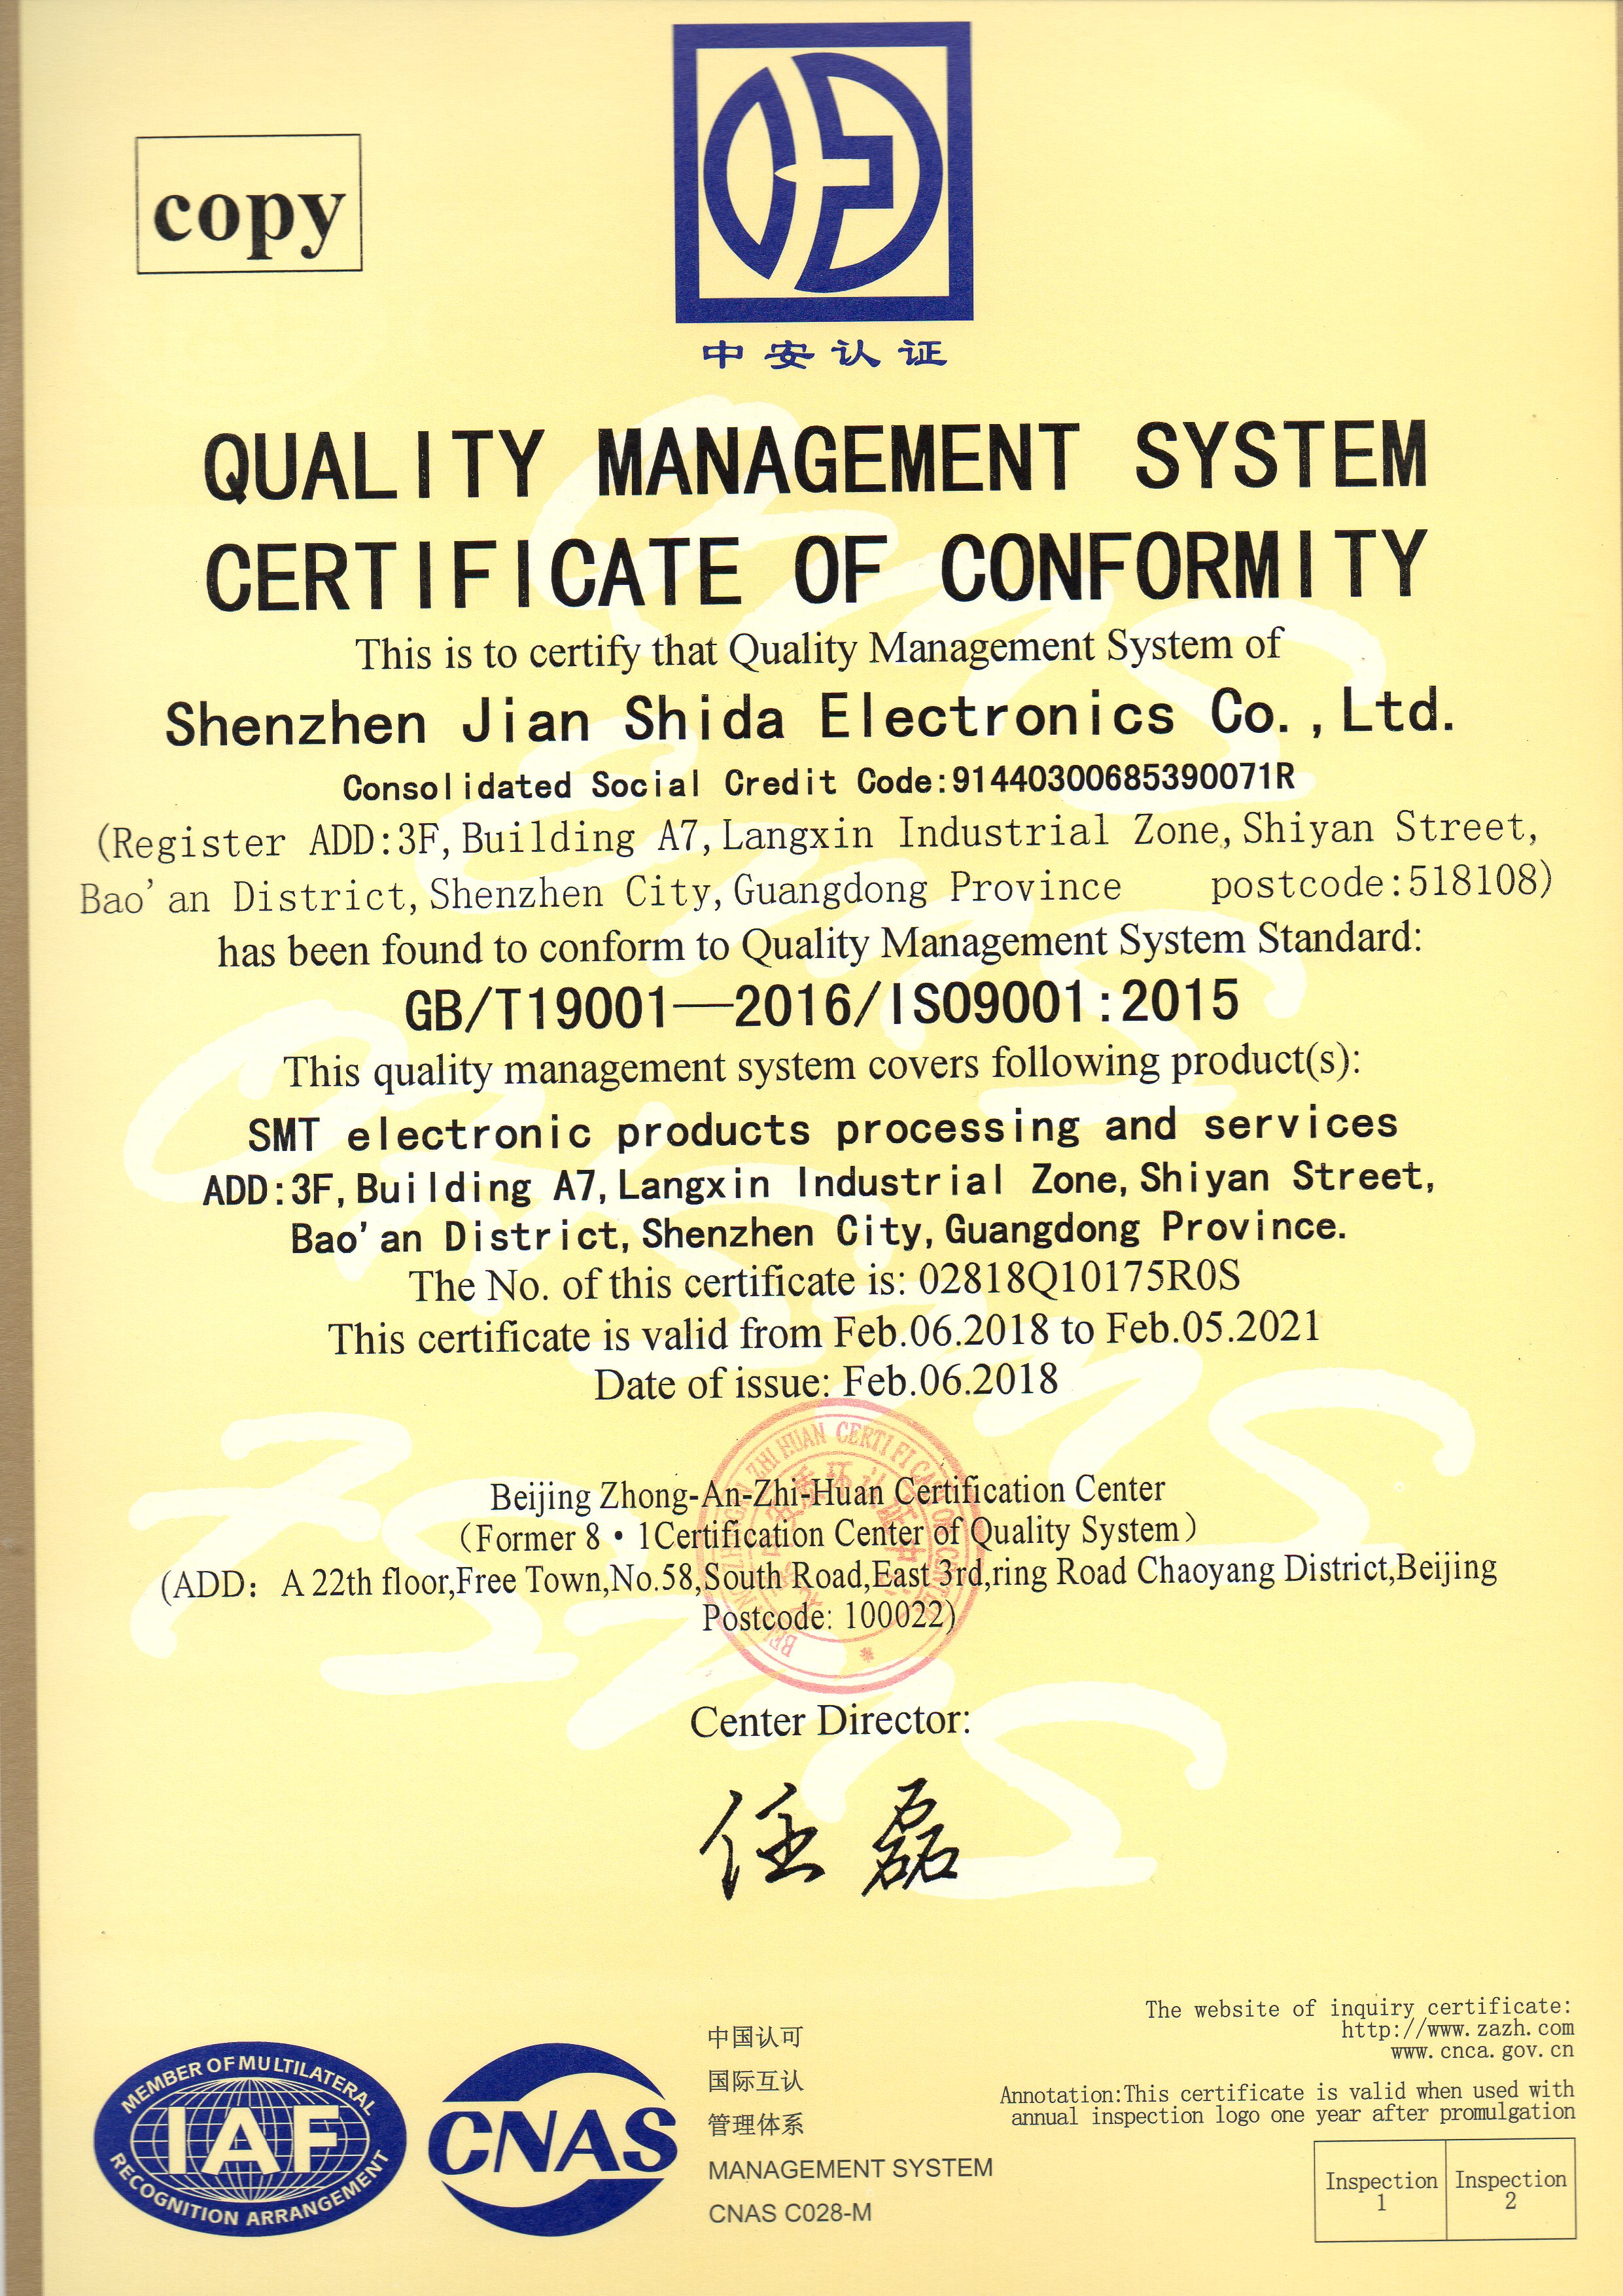 copy
中安认证
QUALITY MANAGEMENT SYSTEM
CERTIFICATE OF CONFORMITY
This is to certify that Quality Management System of
Shenzhen Jian Shida Electronics Co.,Ltd.
Consolidated Social Credit Code:91440300685390071R
(Register ADD:3F,Building A7,Langxin Industrial Zone,Shiyan Street,
Bao'an District,Shenzhen City,Guangdong Province postcode:518108)
has been found to conform to Quality Management System Standard:
GB/T19001—2016/ISO9001:2015
This quality management system covers following product(s):
SMT electronic products processing and services
ADD:3F,Building A7,Langxin Industrial Zone,Shiyan Street,
Bao'an District,Shenzhen City,Guangdong Province.
The No. of this certificate is: 02818Q10175R0S
This certificate is valid from Feb.06.2018 to Feb.05.2021
Date of issue: Feb.06.2018
Beijing Zhong-An-Zhi-Huan Certification Center
（Former 8·1Certification Center of Quality System）
(ADD：A 22th floor,Free Town,No.58,South Road,East 3rd,ring Road Chaoyang District,Beijing
Postcode: 100022)
Center Director:
任磊
The website of inquiry certificate:
http://www.zazh.com
www.cnca.gov.cn
Annotation:This certificate is valid when used with
annual inspection logo one year after promulgation
Inspection 1
Inspection 2
MEMBER OF MULTILATERAL
IAF
RECOGNITION ARRANGEMENT
CNAS
中国认可
国际互认
管理体系
MANAGEMENT SYSTEM
CNAS C028-M